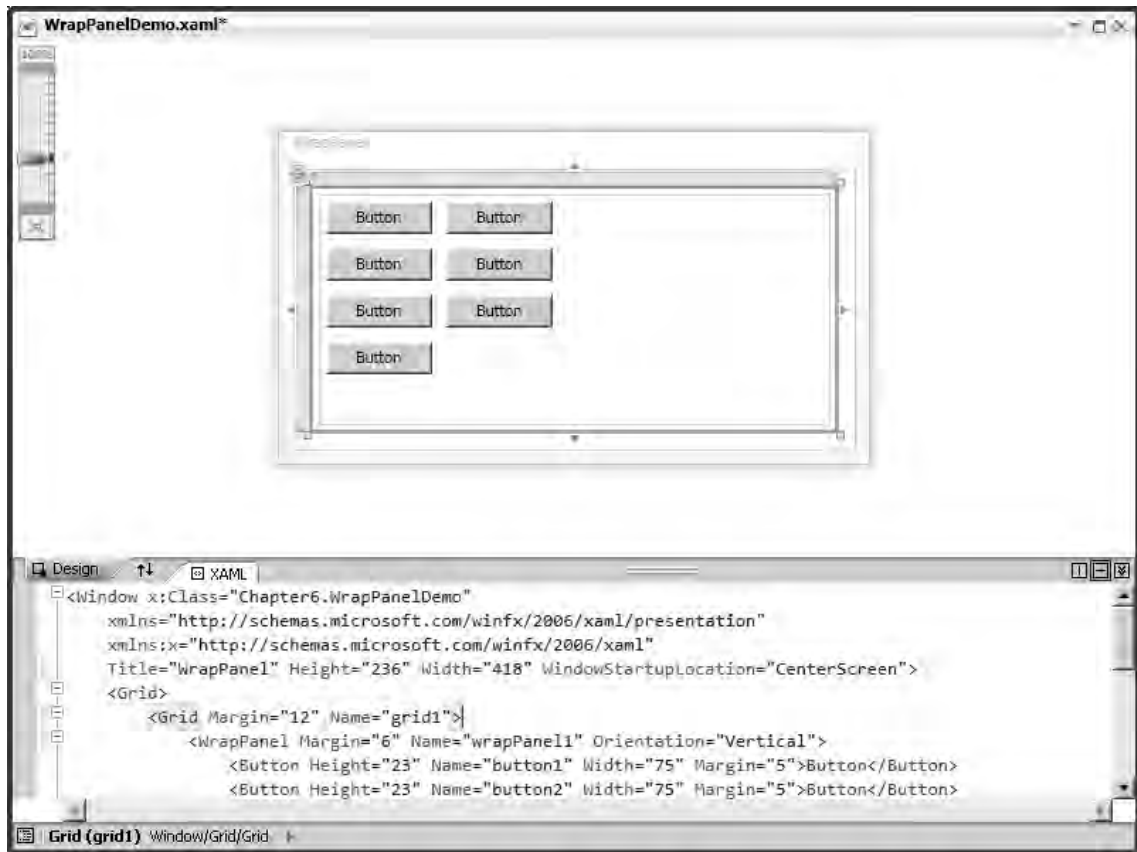 WrapPanelDemo.xaml*
100%
WrapPanel
Button Button
Button Button
Button Button
Button
Design XAML
<Window x:Class="Chapter6.WrapPanelDemo"
xmlns="http://schemas.microsoft.com/winfx/2006/xaml/presentation"
xmlns:x="http://schemas.microsoft.com/winfx/2006/xaml"
Title="WrapPanel" Height="236" Width="418" WindowStartupLocation="CenterScreen">
<Grid>
<Grid Margin="12" Name="grid1">
<WrapPanel Margin="6" Name="wrapPanel1" Orientation="Vertical">
<Button Height="23" Name="button1" Width="75" Margin="5">Button</Button>
<Button Height="23" Name="button2" Width="75" Margin="5">Button</Button>
Grid (grid1) Window/Grid/Grid